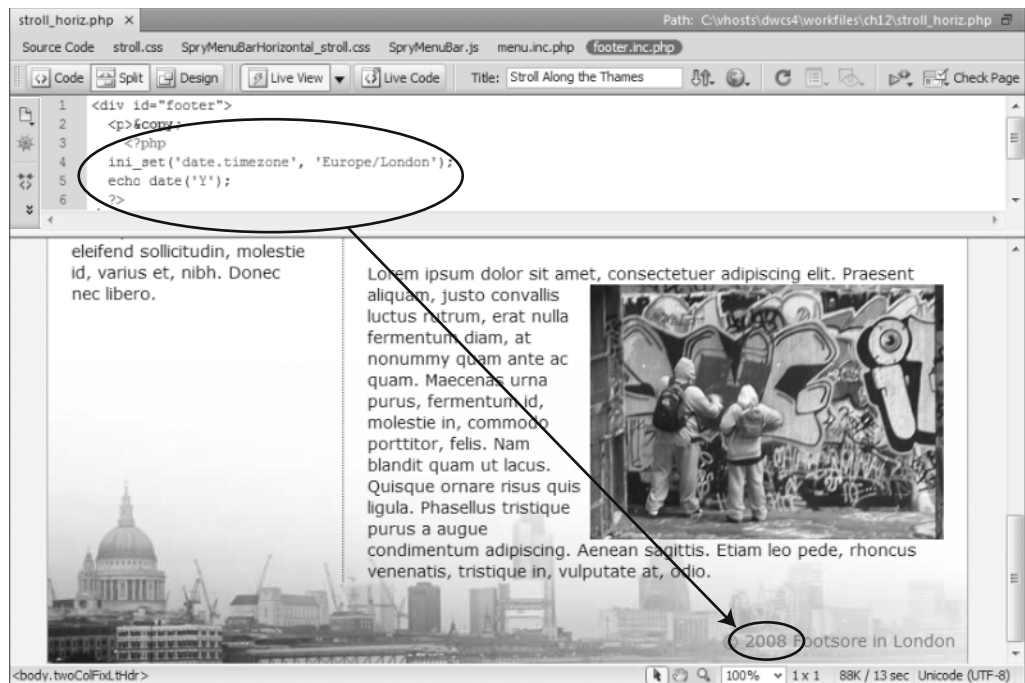 stroll_horiz.php ×
Path: C:\vhosts\dwcs4\workfiles\ch12\stroll_horiz.php
Source Code stroll.css SpryMenuBarHorizontal_stroll.css SpryMenuBar.js menu.inc.php footer.inc.php
Code Split Design Live View Live Code Title: Stroll Along the Thames Check Page
1 <div id="footer">
2 <p>&copy;
3 <?php
4 ini_set('date.timezone', 'Europe/London');
5 echo date('Y');
6 ?>
eleifend sollicitudin, molestie
id, varius et, nibh. Donec
nec libero.
Lorem ipsum dolor sit amet, consectetuer adipiscing elit. Praesent
aliquam, justo convallis
luctus rutrum, erat nulla
fermentum diam, at
nonummy quam ante ac
quam. Maecenas urna
purus, fermentum id,
molestie in, commodo
porttitor, felis. Nam
blandit quam ut lacus.
Quisque ornare risus quis
ligula. Phasellus tristique
purus a augue
condimentum adipiscing. Aenean sagittis. Etiam leo pede, rhoncus
venenatis, tristique in, vulputate at, odio.
© 2008 Footsore in London
<body.twoColFixLtHdr> 100% 1 x 1 88K / 13 sec Unicode (UTF-8)